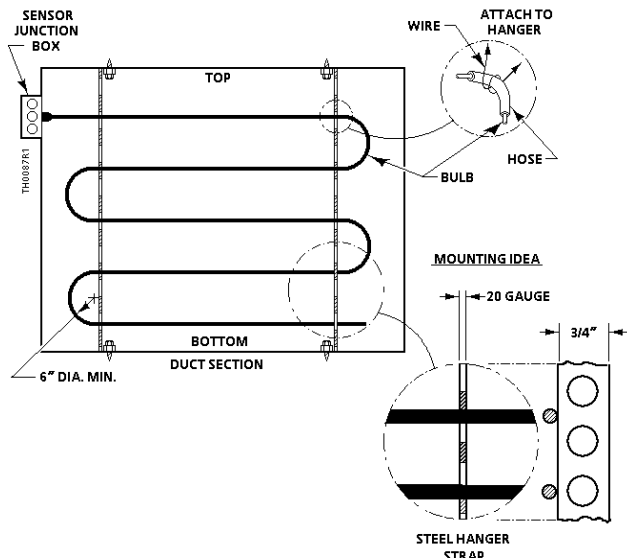 SENSOR
JUNCTION
BOX
TOP
WIRE
ATTACH TO
HANGER
HOSE
BULB
TH0087R1
MOUNTING IDEA
20 GAUGE
3/4"
BOTTOM
DUCT SECTION
6" DIA. MIN.
STEEL HANGER
STRAP